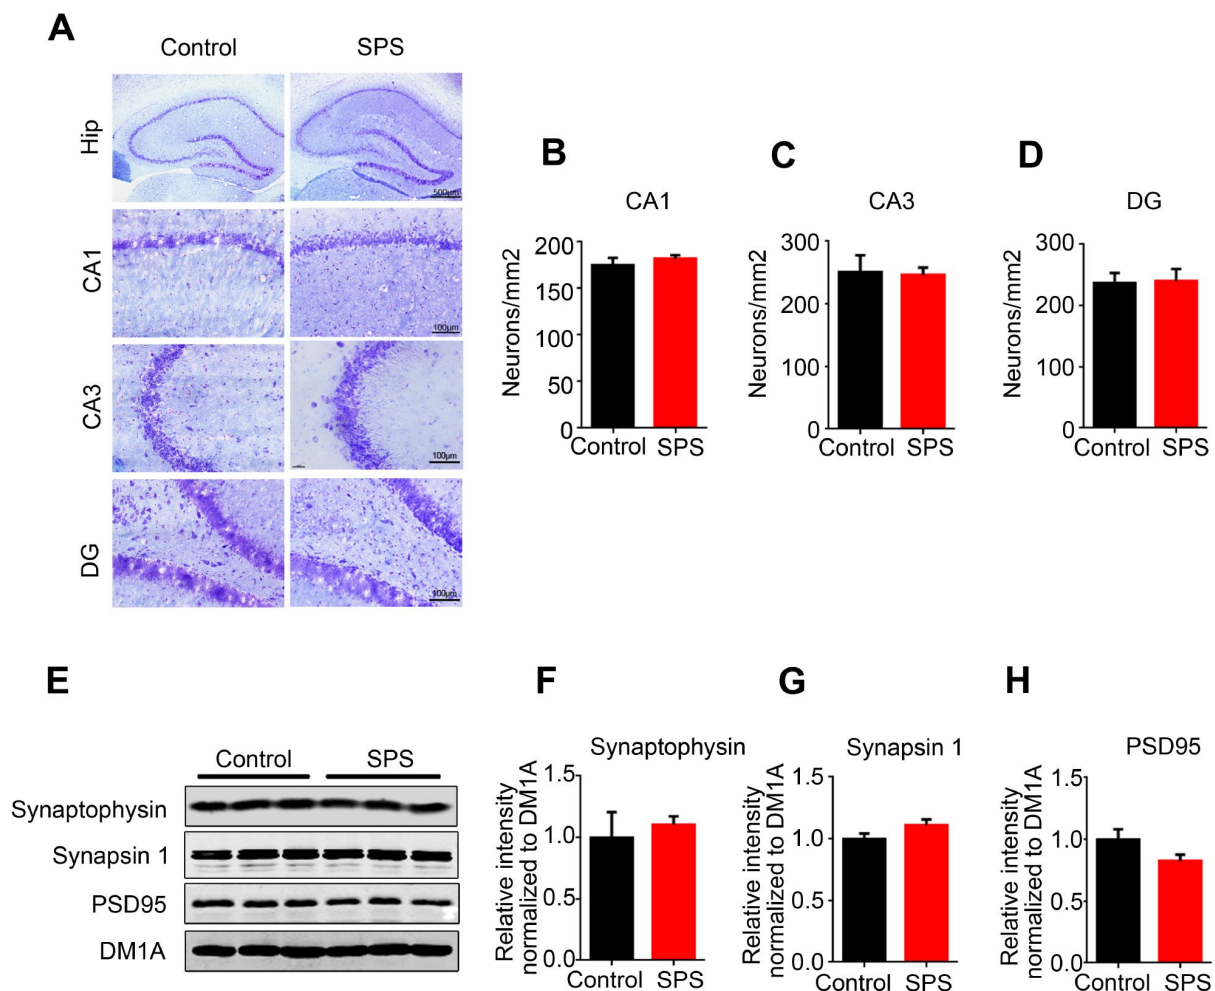 A
Control SPS
Hip
500µm
CA1
100µm
CA3
100µm
DG
100µm
B
CA1
Neurons/mm2
200
150
100
50
0
Control SPS
C
CA3
Neurons/mm2
300
200
100
0
Control SPS
D
DG
Neurons/mm2
300
200
100
0
Control SPS
E
Control SPS
Synaptophysin
Synapsin 1
PSD95
DM1A
F
Synaptophysin
Relative intensity
normalized to DM1A
1.5
1.0
0.5
0.0
Control SPS
G
Synapsin 1
Relative intensity
normalized to DM1A
1.5
1.0
0.5
0.0
Control SPS
H
PSD95
Relative intensity
normalized to DM1A
1.5
1.0
0.5
0.0
Control SPS